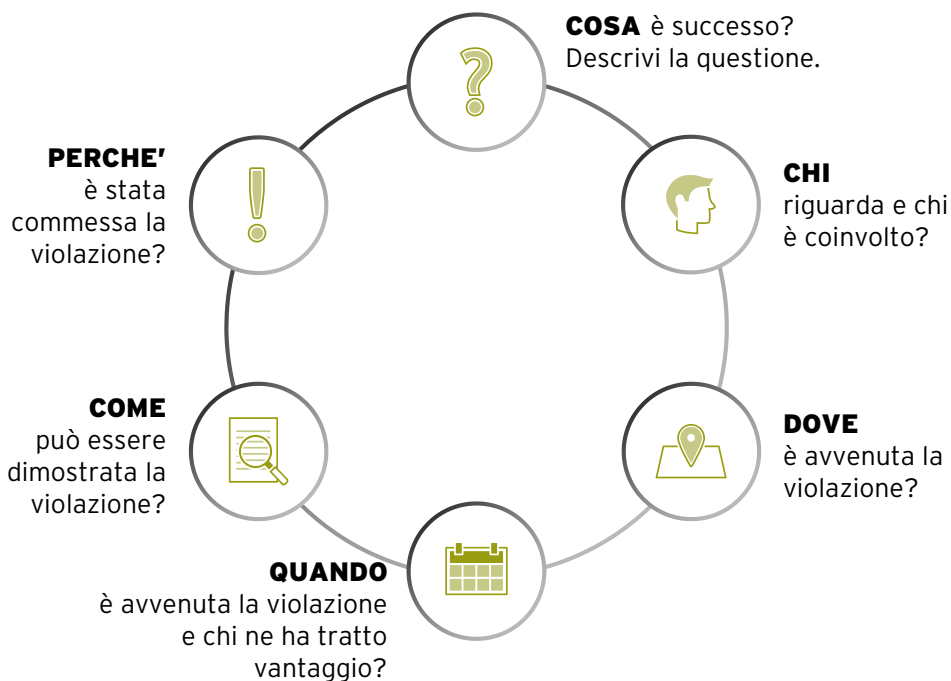 COSA è successo?
Descrivi la questione.
CHI
riguarda e chi
è coinvolto?
DOVE
è avvenuta la
violazione?
QUANDO
è avvenuta la violazione
e chi ne ha tratto
vantaggio?
COME
può essere
dimostrata la
violazione?
PERCHE'
è stata
commessa la
violazione?